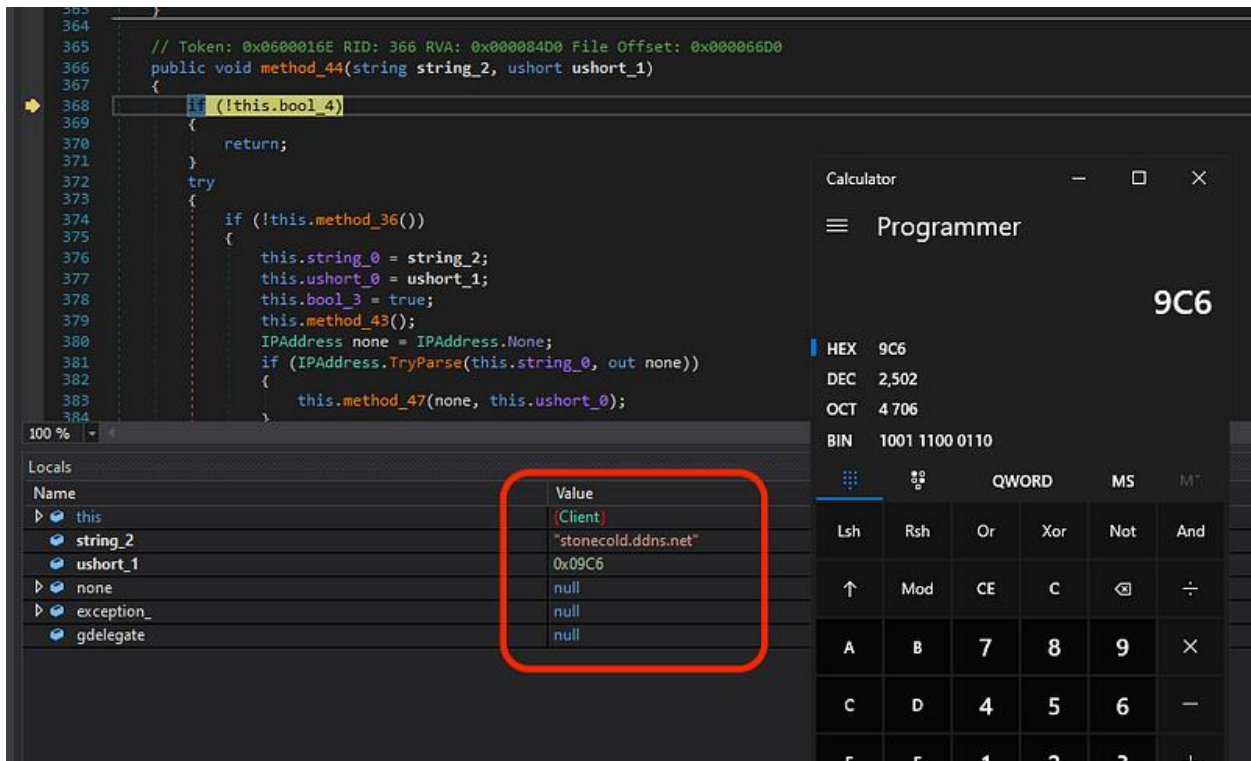 363 }
364
365 // Token: 0x0600016E RID: 366 RVA: 0x000084D0 File Offset: 0x000066D0
366 public void method_44(string string_2, ushort ushort_1)
367 {
368 if (!this.bool_4)
369 {
370 return;
371 }
372 try
373 {
374 if (!this.method_36())
375 {
376 this.string_0 = string_2;
377 this.ushort_0 = ushort_1;
378 this.bool_3 = true;
379 this.method_43();
380 IPAddress none = IPAddress.None;
381 if (IPAddress.TryParse(this.string_0, out none))
382 {
383 this.method_47(none, this.ushort_0);
384 }
100 %
Locals
Name Value
this {Client}
string_2 "stonecold.ddns.net"
ushort_1 0x09C6
none null
exception_ null
gdelegate null
Calculator
Programmer
9C6
HEX 9C6
DEC 2,502
OCT 4 706
BIN 1001 1100 0110
QWORD MS
Lsh Rsh Or Xor Not And
↑ Mod CE C ÷
A B 7 8 9 ×
C D 4 5 6 −